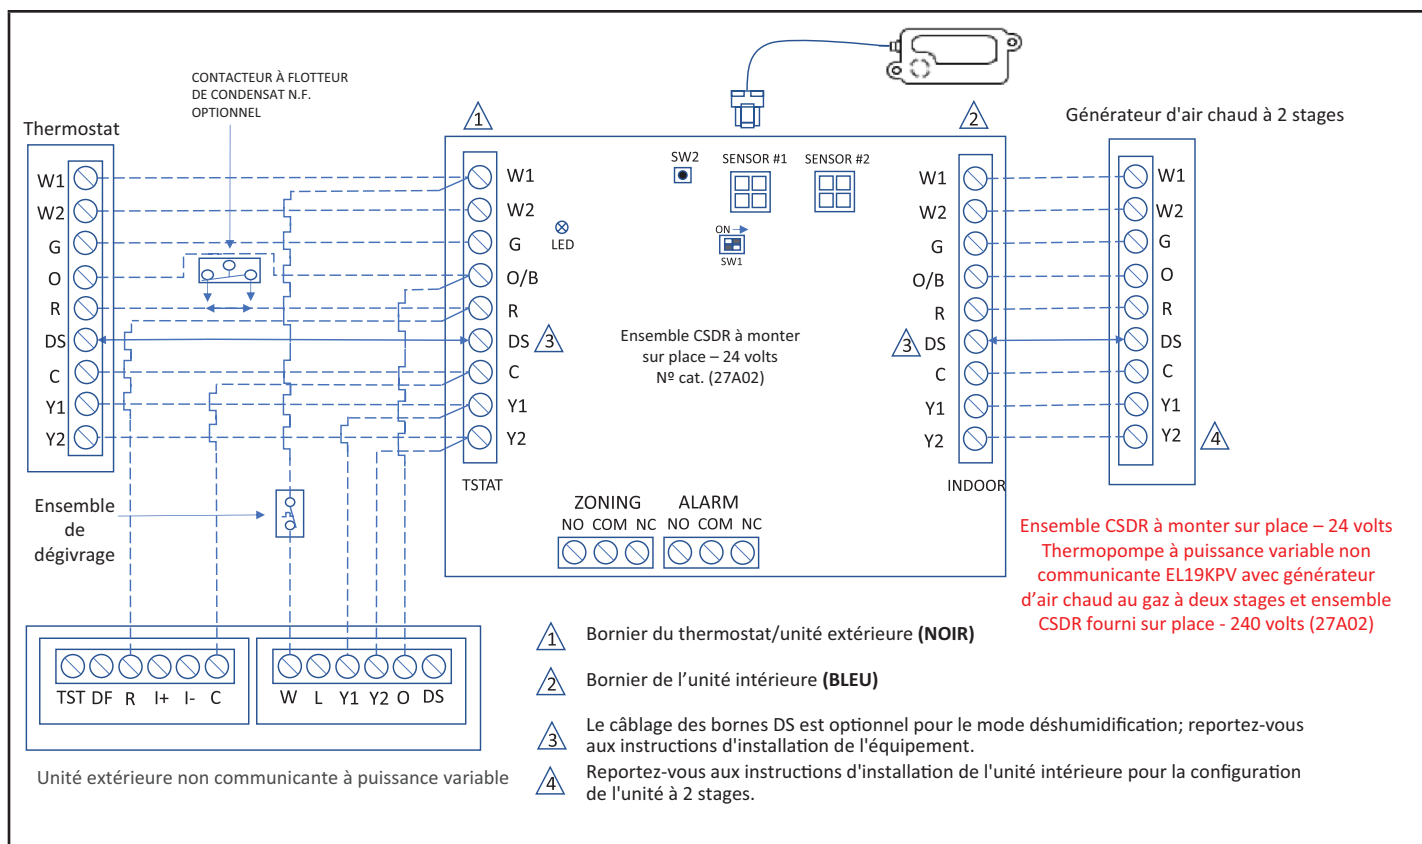 CONTACTEUR À FLOTTEUR
DE CONDENSAT N.F.
OPTIONNEL
Thermostat
W1
W2
G
O
R
DS
C
Y1
Y2
1
W1
W2
G
O/B
R
DS
3
C
Y1
Y2
TSTAT
LED
SW2
SENSOR #1
SENSOR #2
ON
SW1
Ensemble CSDR à monter
sur place – 24 volts
Nº cat. (27A02)
ZONING
NO COM NC
ALARM
NO COM NC
2
W1
W2
G
O/B
R
3
DS
C
Y1
Y2
INDOOR
Générateur d'air chaud à 2 stages
W1
W2
G
O
R
DS
C
Y1
Y2
4
Ensemble
de
dégivrage
TST DF R I+ I- C
W L Y1 Y2 O DS
Unité extérieure non communicante à puissance variable
Ensemble CSDR à monter sur place – 24 volts
Thermopompe à puissance variable non
communicante EL19KPV avec générateur
d’air chaud au gaz à deux stages et ensemble
CSDR fourni sur place - 240 volts (27A02)
1 Bornier du thermostat/unité extérieure (NOIR)
2 Bornier de l’unité intérieure (BLEU)
3 Le câblage des bornes DS est optionnel pour le mode déshumidification; reportez-vous
aux instructions d'installation de l'équipement.
4 Reportez-vous aux instructions d'installation de l'unité intérieure pour la configuration
de l'unité à 2 stages.